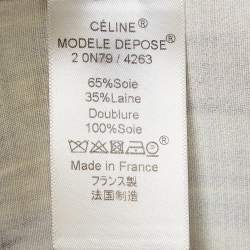 CÉLINE®
MODELE DEPOSE®
2 0N79 / 4263
65%Soie
35%Laine
Doublure
100%Soie
Made in France
フランス製
法国制造